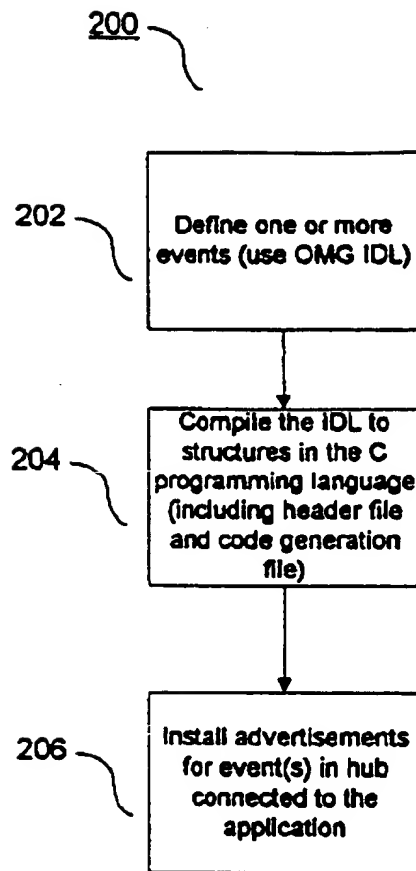 200
202
Define one or more
events (use OMG IDL)
204
Compile the IDL to
structures in the C
programming language
(including header file
and code generation
file)
206
Install advertisements
for event(s) in hub
connected to the
application